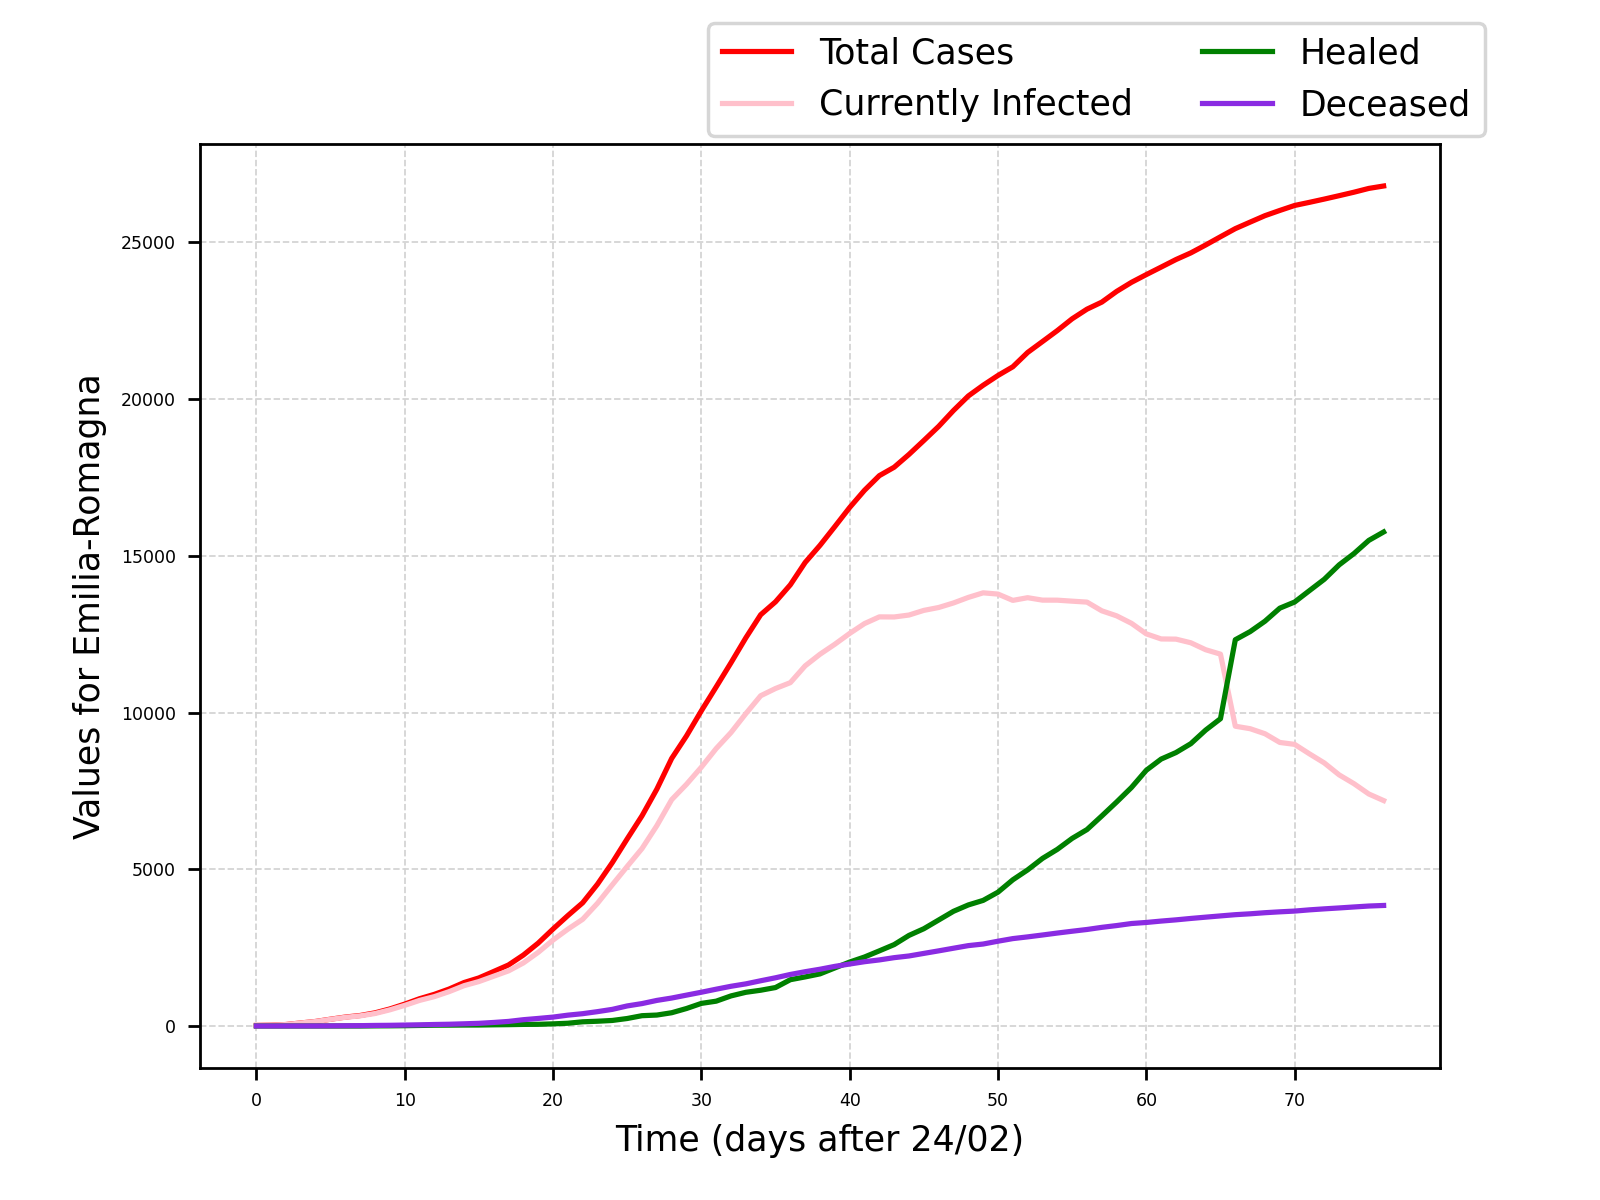 Total Cases
Currently Infected
Healed
Deceased
Values for Emilia-Romagna
25000
20000
15000
10000
5000
0
0 10 20 30 40 50 60 70
Time (days after 24/02)